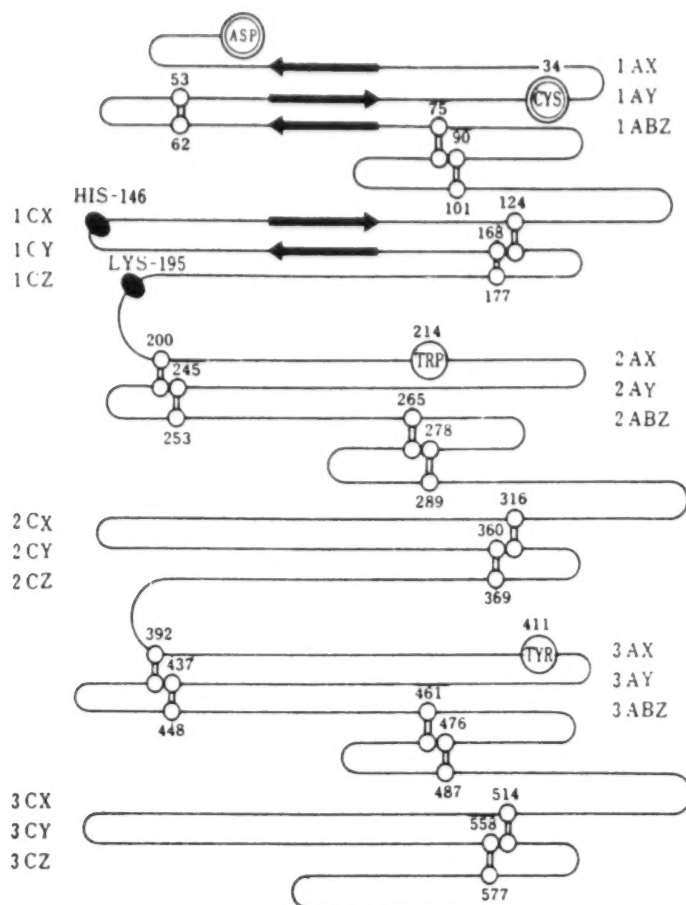 ASP
34
1AX
53
CYS
1AY
75
1ABZ
62
90
101
HIS-146
1CX
124
168
1CY
LYS-195
1CZ
177
214
200
TRP
2AX
245
2AY
265
2ABZ
253
278
289
2CX
316
360
2CY
2CZ
369
411
392
TYR
3AX
437
3AY
461
3ABZ
448
476
487
3CX
514
558
3CY
3CZ
577